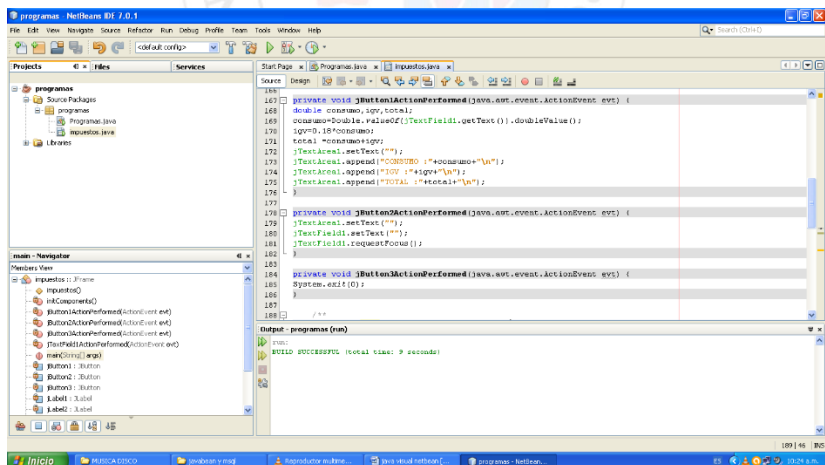 programas - NetBeans IDE 7.0.1
File Edit View Navigate Source Refactor Run Debug Profile Team Tools Window Help
Search (Ctrl+I)
<default config>
Projects Files Services
Start Page Programas.java impuestos.java
Source Design
programas
Source Packages
programas
Programas.java
impuestos.java
Libraries
166
167 private void jButton1ActionPerformed(java.awt.event.ActionEvent evt) {
168 double consumo,igv,total;
169 consumo=Double.valueOf(jTextField1.getText()).doubleValue();
170 igv=0.18*consumo;
171 total =consumo+igv;
172 jTextArea1.setText("");
173 jTextArea1.append("CONSUMO :"+consumo+"\n");
174 jTextArea1.append("IGV :"+igv+"\n");
175 jTextArea1.append("TOTAL :"+total+"\n");
176 }
177
178 private void jButton2ActionPerformed(java.awt.event.ActionEvent evt) {
179 jTextArea1.setText("");
180 jTextField1.setText("");
181 jTextField1.requestFocus();
182 }
183
184 private void jButton3ActionPerformed(java.awt.event.ActionEvent evt) {
185 System.exit(0);
186 }
187
188 /**
main - Navigator
Members View
impuestos :: JFrame
impuestos()
initComponents()
jButton1ActionPerformed(ActionEvent evt)
jButton2ActionPerformed(ActionEvent evt)
jButton3ActionPerformed(ActionEvent evt)
jTextField1ActionPerformed(ActionEvent evt)
main(String[] args)
jButton1 : JButton
jButton2 : JButton
jButton3 : JButton
jLabel1 : JLabel
jLabel2 : JLabel
Output - programas (run)
run:
BUILD SUCCESSFUL (total time: 9 seconds)
189 | 46 INS
Inicio MUSICA DISCO javabean y msql Reproductor multime... java visual netbean [... programas - NetBean... ES 10:24 a.m.